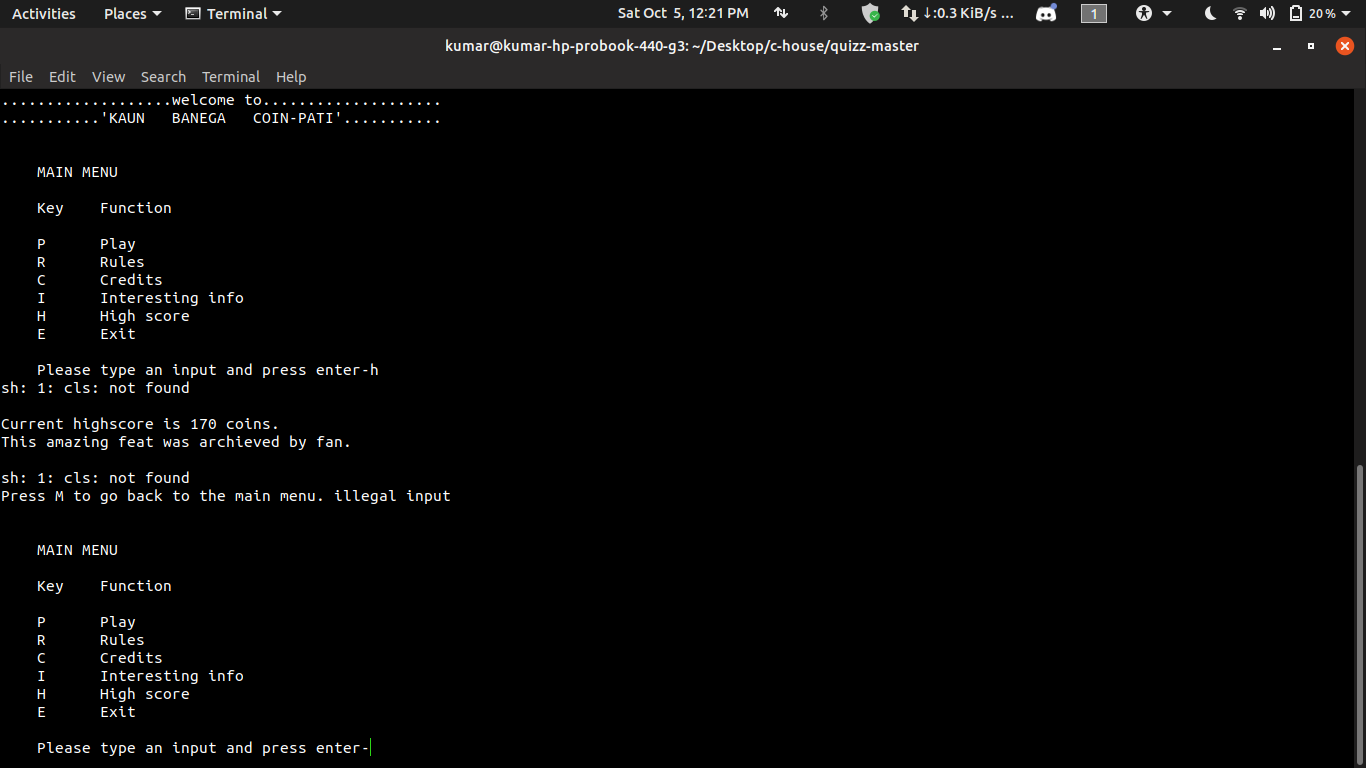 Activities Places Terminal Sat Oct 5, 12:21 PM ↓:0.3 KiB/s ... 1 20%
kumar@kumar-hp-probook-440-g3: ~/Desktop/c-house/quizz-master
File Edit View Search Terminal Help
...................welcome to....................
...........'KAUN   BANEGA   COIN-PATI'...........
MAIN MENU
Key    Function
P      Play
R      Rules
C      Credits
I      Interesting info
H      High score
E      Exit
Please type an input and press enter-h
sh: 1: cls: not found
Current highscore is 170 coins.
This amazing feat was archieved by fan.
sh: 1: cls: not found
Press M to go back to the main menu. illegal input
MAIN MENU
Key    Function
P      Play
R      Rules
C      Credits
I      Interesting info
H      High score
E      Exit
Please type an input and press enter-